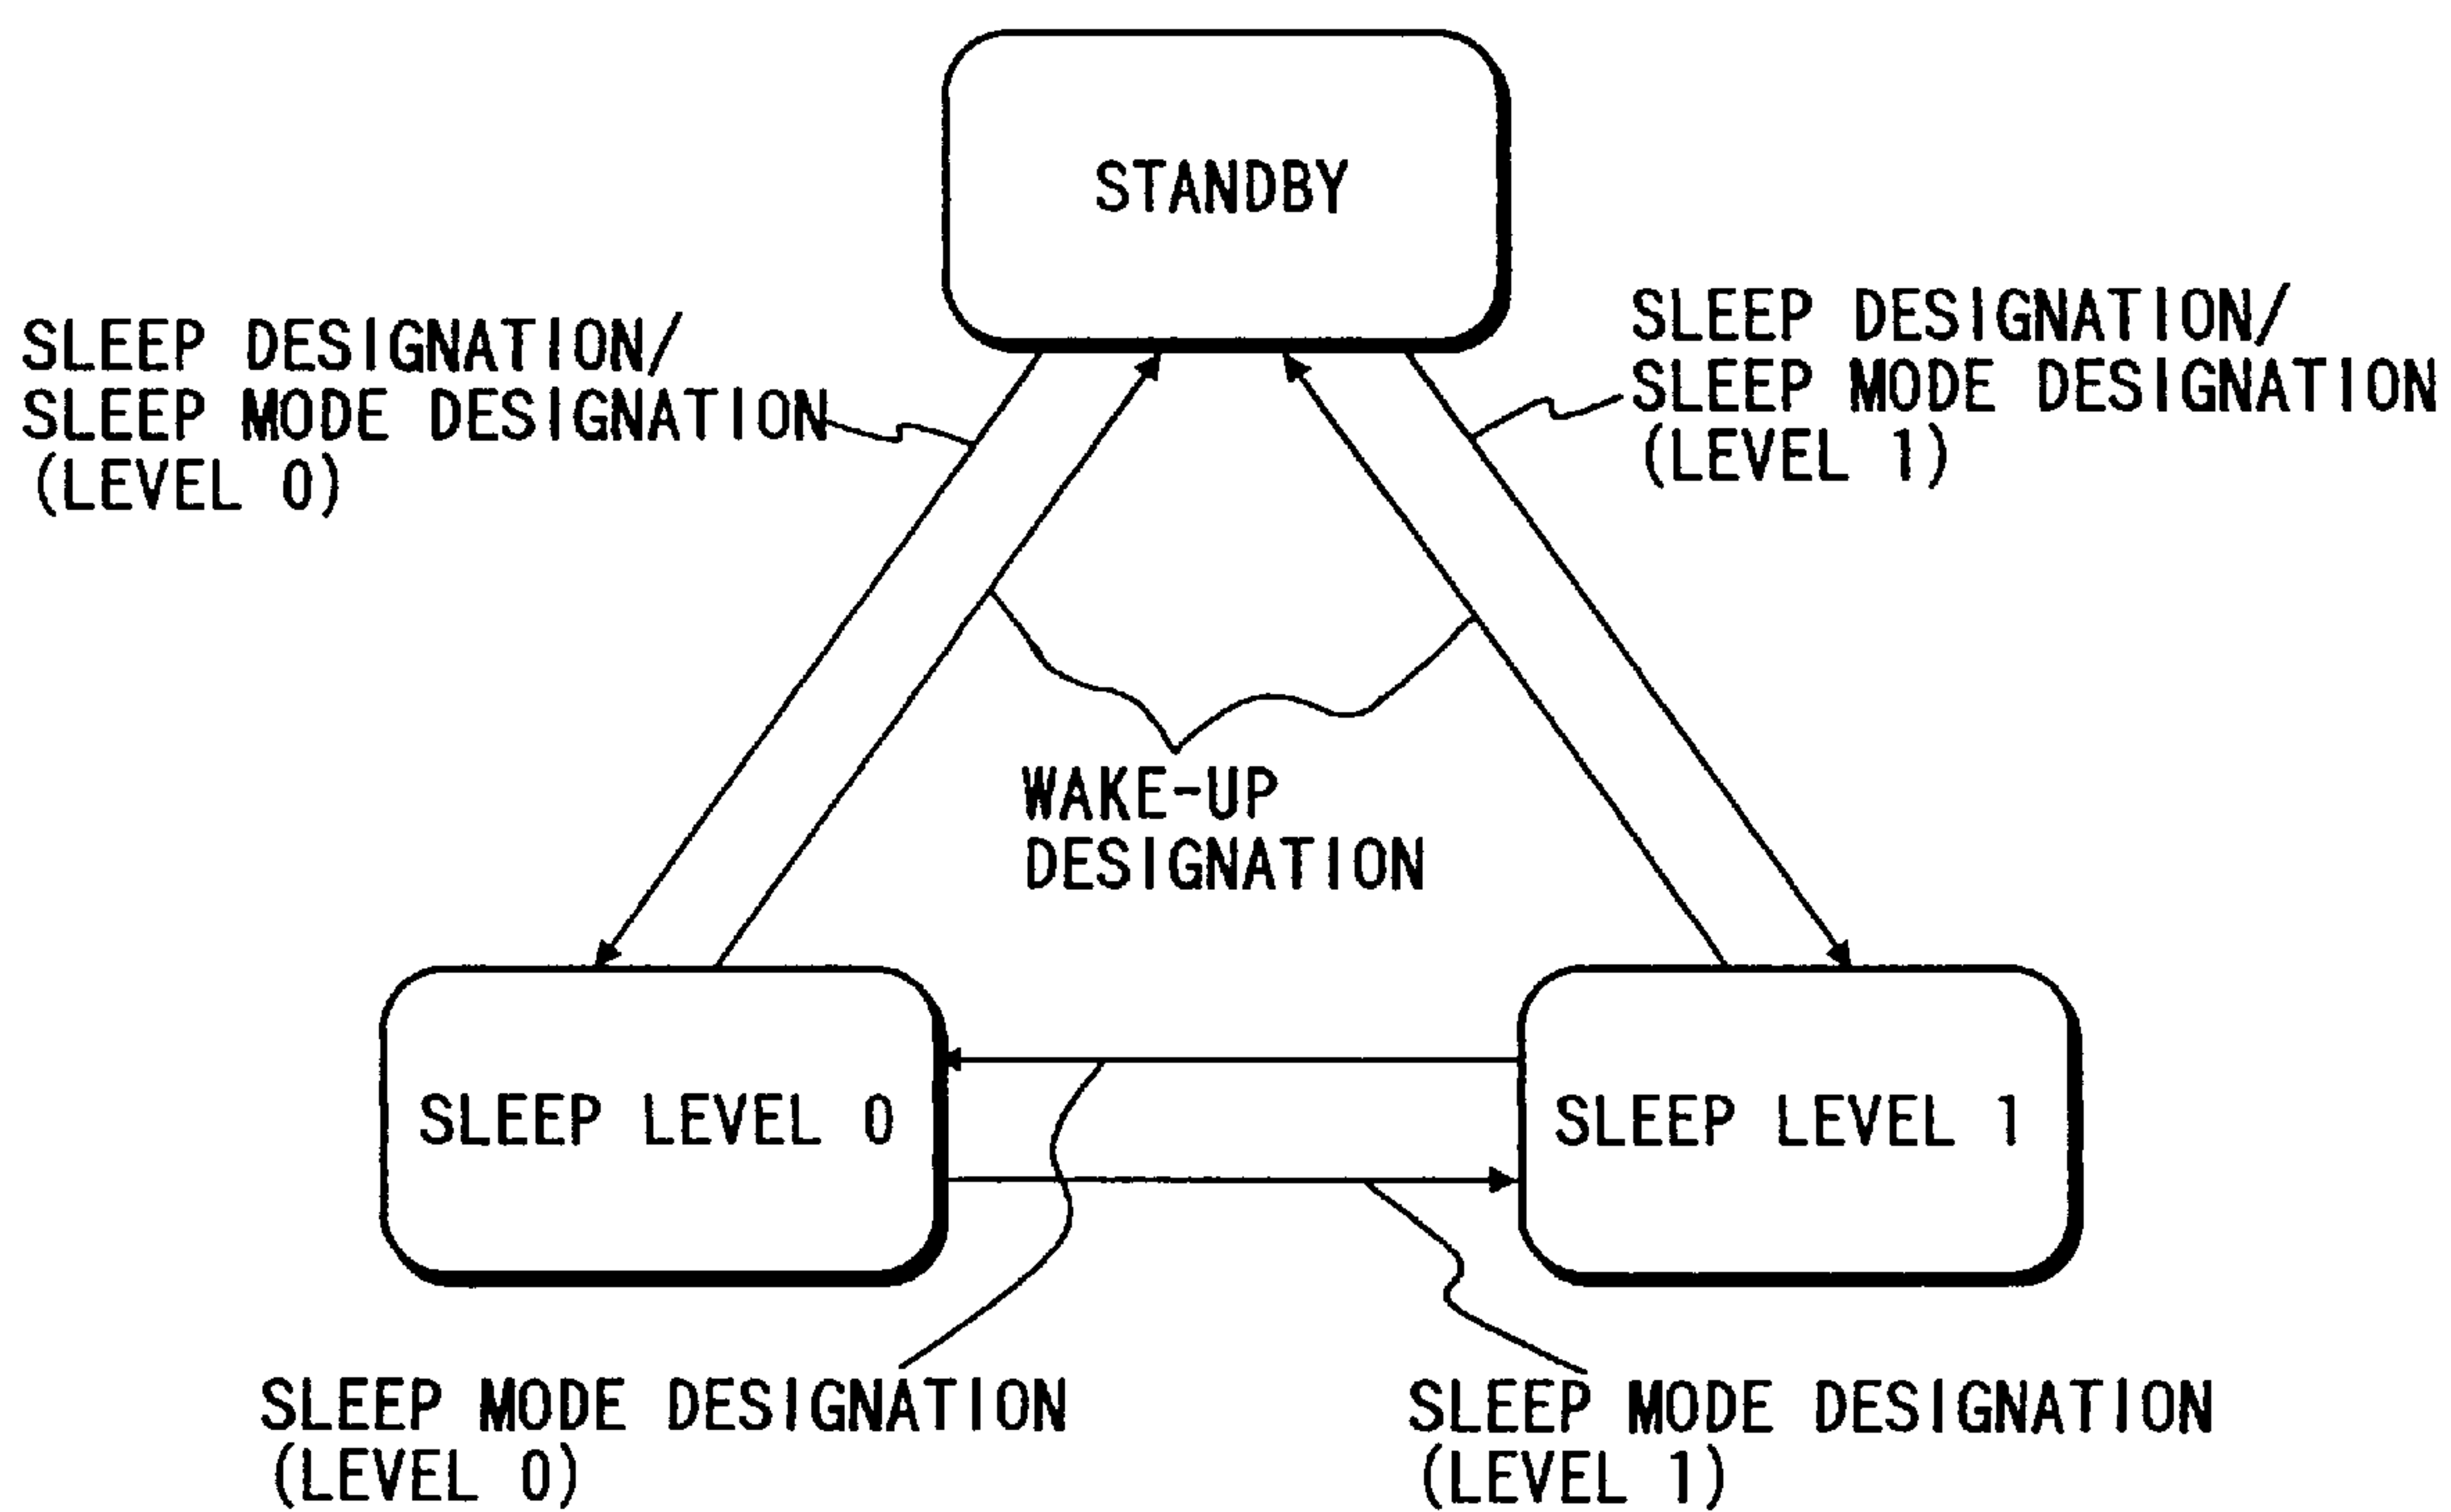 STANDBY
SLEEP DESIGNATION/
SLEEP MODE DESIGNATION
(LEVEL 0)
SLEEP DESIGNATION/
SLEEP MODE DESIGNATION
(LEVEL 1)
WAKE-UP
DESIGNATION
SLEEP LEVEL 0
SLEEP LEVEL 1
SLEEP MODE DESIGNATION
(LEVEL 0)
SLEEP MODE DESIGNATION
(LEVEL 1)